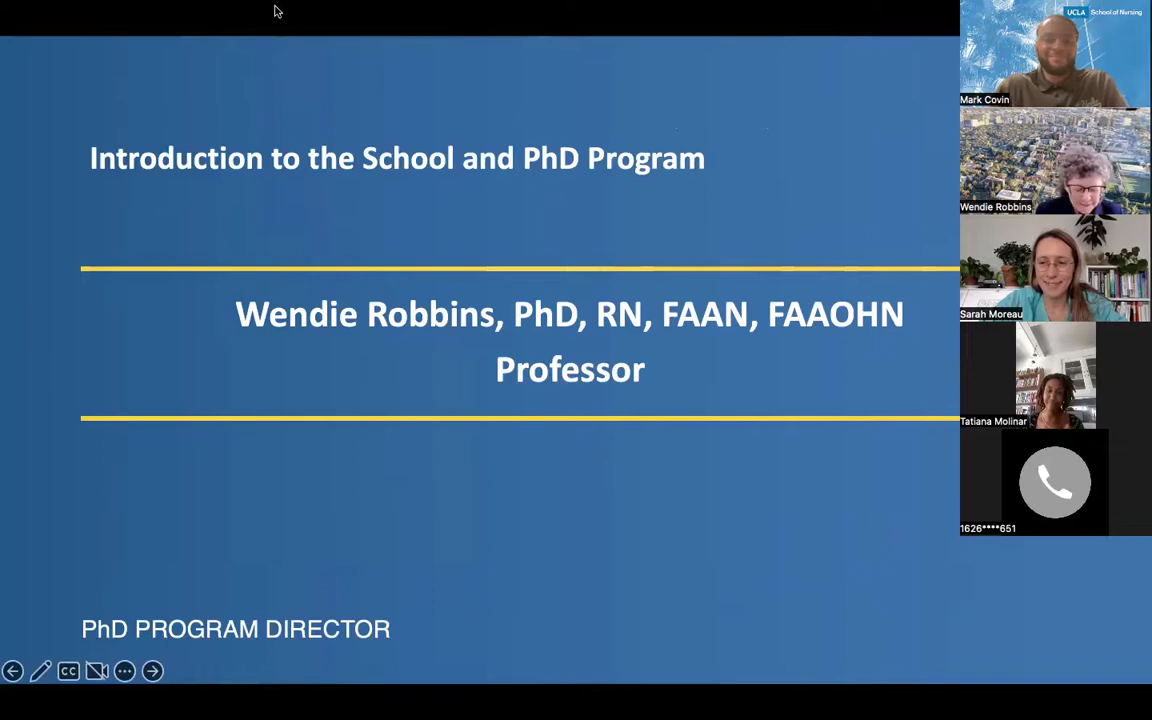 UCLA School of Nursing
Mark Covin
Introduction to the School and PhD Program
Wendie Robbins
Wendie Robbins, PhD, RN, FAAN, FAAOHN
Sarah Moreau
Professor
Tatiana Molinar
1626****651
PhD PROGRAM DIRECTOR
CC